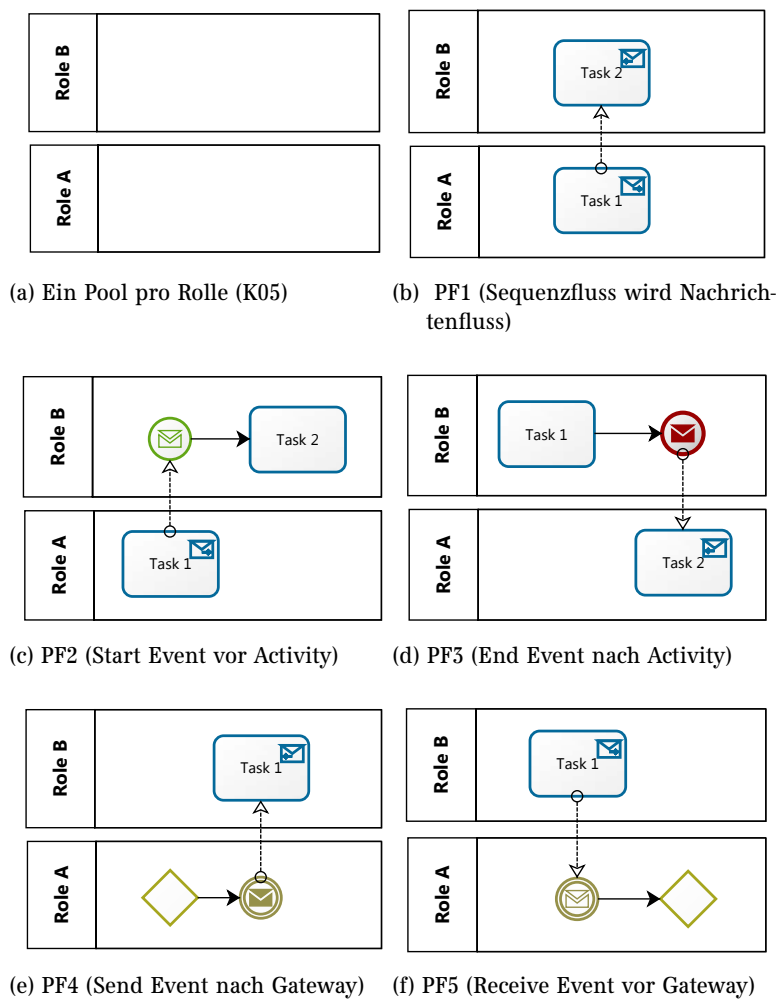 Role B
Role A
(a) Ein Pool pro Rolle (K05)
Role B
Task 2
Role A
Task 1
(b) PF1 (Sequenzfluss wird Nachrich-
tenfluss)
Role B
Task 2
Role A
Task 1
(c) PF2 (Start Event vor Activity)
Role B
Task 1
Role A
Task 2
(d) PF3 (End Event nach Activity)
Role B
Task 1
Role A
(e) PF4 (Send Event nach Gateway)
Role B
Task 1
Role A
(f) PF5 (Receive Event vor Gateway)